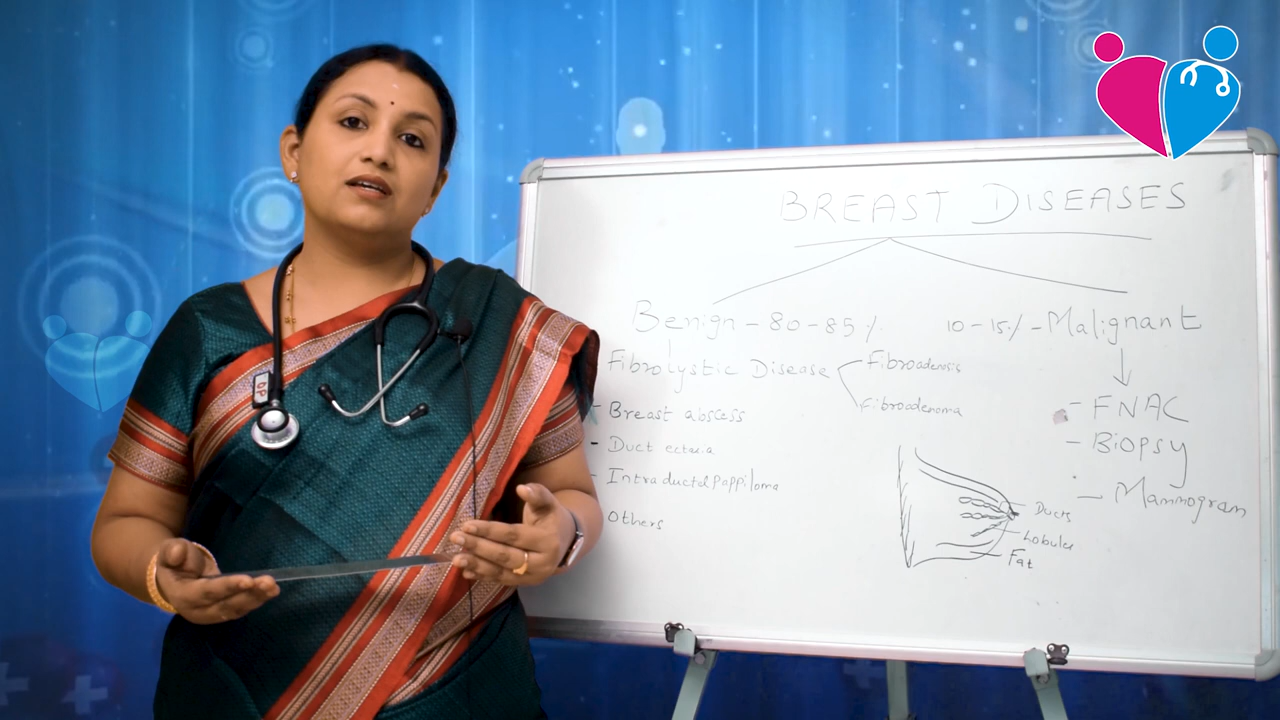 BREAST DISEASES
Benign - 80 - 85 %
10 - 15 % - Malignant
Fibrolystic Disease
Fibroadenosis
Fibroadenoma
- Breast abscess
- Duct ectasia
- Intraductal pappiloma
Others
- FNAC
- Biopsy
- Mammogram
Ducts
Lobules
Fat